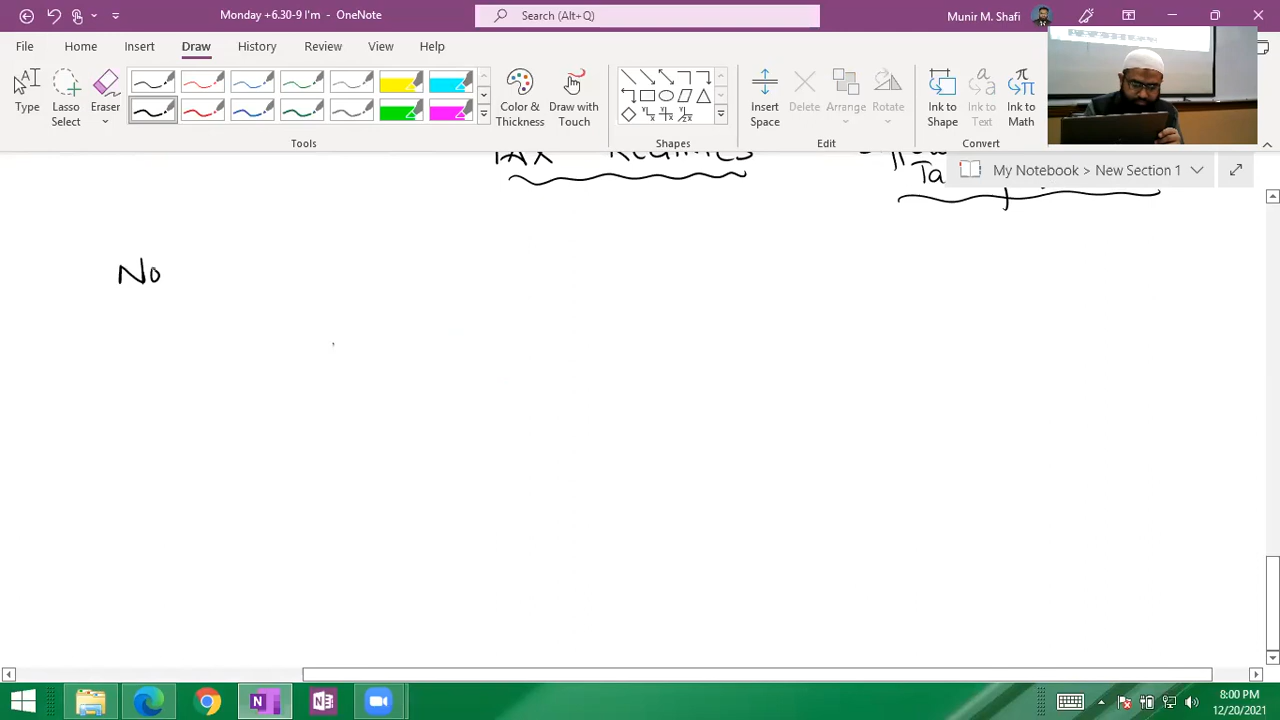 Monday +6.30-9 I'm - OneNote
Search (Alt+Q)
Munir M. Shafi
File Home Insert Draw History Review View Help
Type
Lasso Select
Eraser
Color & Thickness
Draw with Touch
Insert Space
Delete
Arrange
Rotate
Ink to Shape
Ink to Text
Ink to Math
Tools
Shapes
Edit
Convert
TAX Regimes
My Notebook > New Section 1
No
8:00 PM
12/20/2021